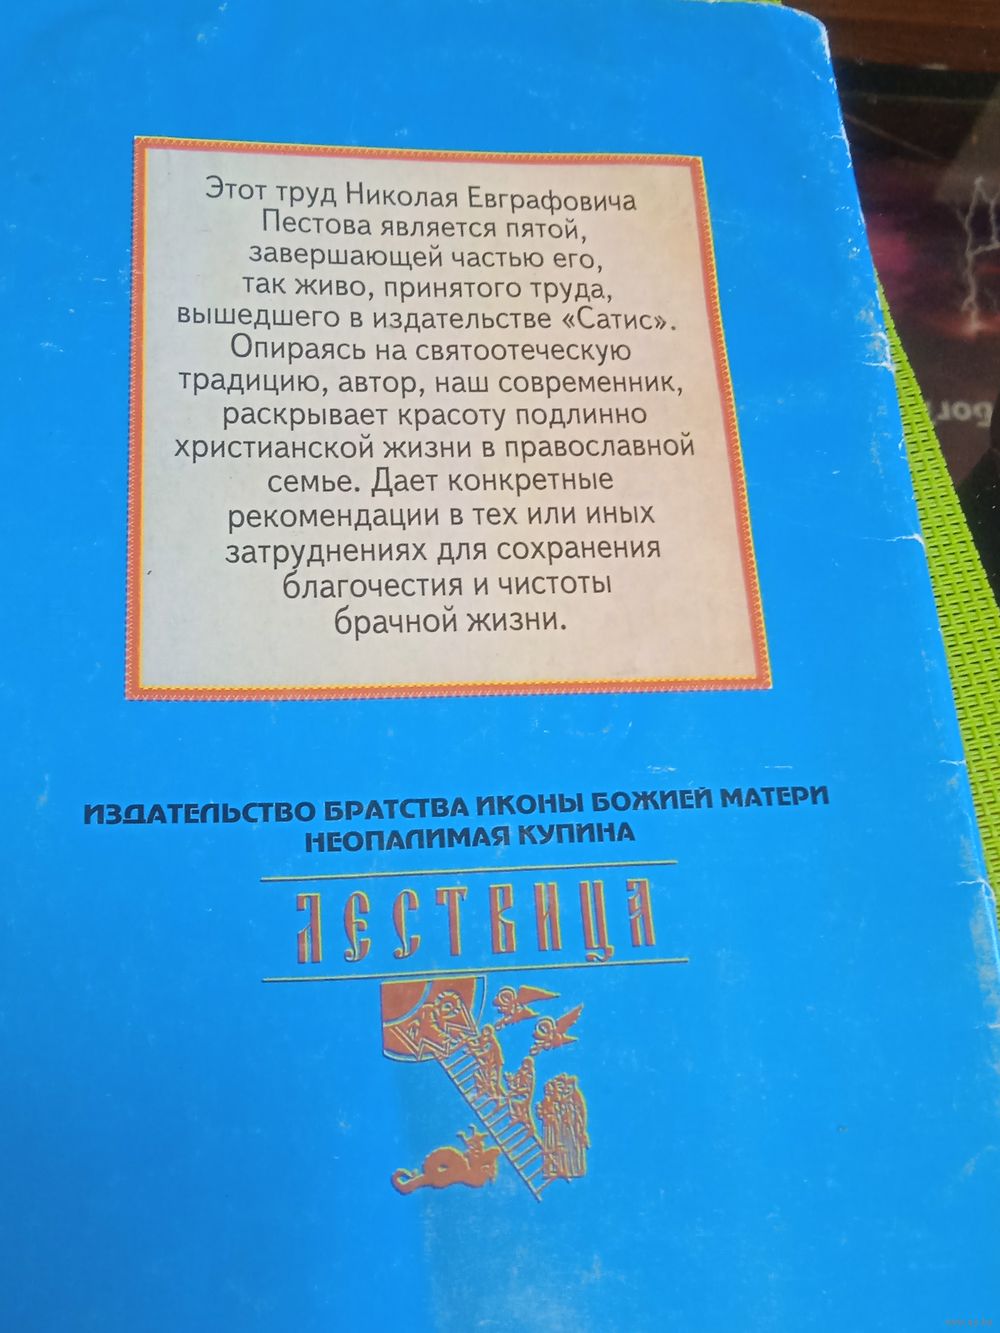 Этот труд Николая Евграфовича
Пестова является пятой,
завершающей частью его,
так живо, принятого труда,
вышедшего в издательстве «Сатис».
Опираясь на святоотеческую
традицию, автор, наш современник,
раскрывает красоту подлинно
христианской жизни в православной
семье. Дает конкретные
рекомендации в тех или иных
затруднениях для сохранения
благочестия и чистоты
брачной жизни.
ИЗДАТЕЛЬСТВО БРАТСТВА ИКОНЫ БОЖИЕЙ МАТЕРИ
НЕОПАЛИМАЯ КУПИНА
ЛЕСТВИЦА